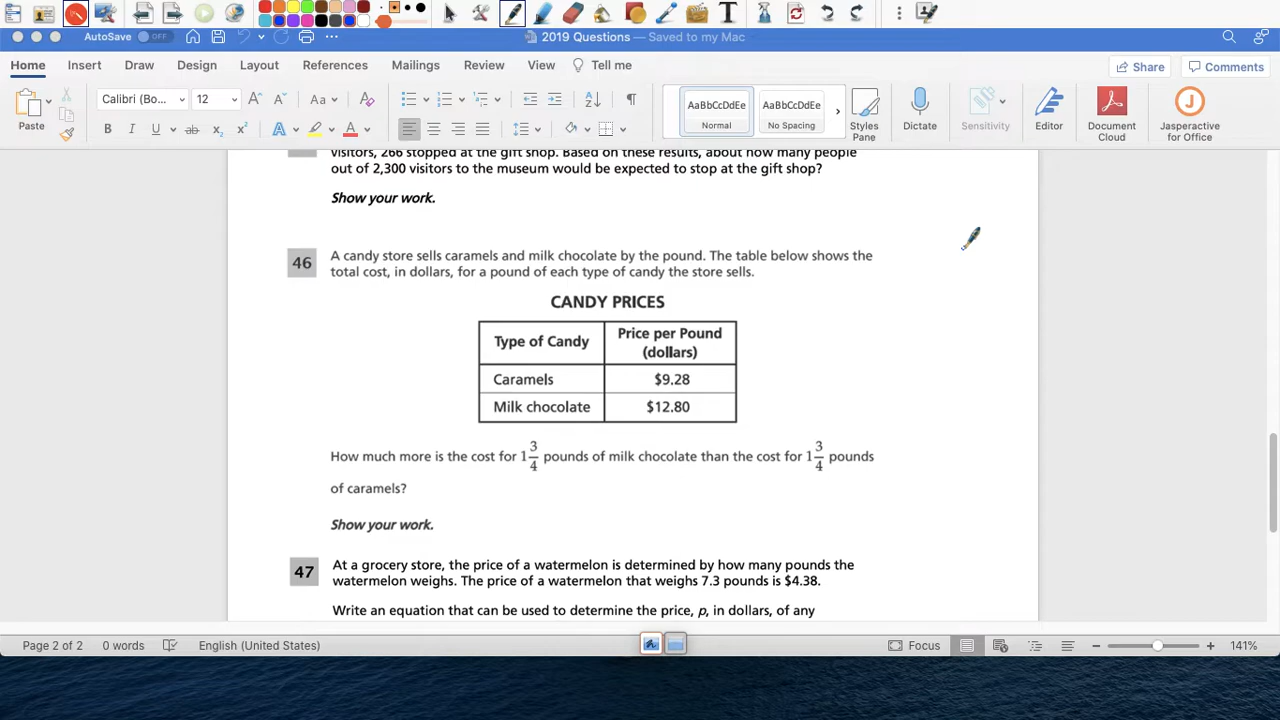 AutoSave OFF 2019 Questions — Saved to my Mac
Home Insert Draw Design Layout References Mailings Review View Tell me Share Comments
Calibri (Bo... 12 Aa
Paste B I U ab x₂ x² A A AaBbCcDdEe Normal AaBbCcDdEe No Spacing Styles Pane Dictate Sensitivity Editor Document Cloud Jasperactive for Office
visitors, 266 stopped at the gift shop. Based on these results, about how many people
out of 2,300 visitors to the museum would be expected to stop at the gift shop?
Show your work.
46 A candy store sells caramels and milk chocolate by the pound. The table below shows the
total cost, in dollars, for a pound of each type of candy the store sells.
CANDY PRICES
Type of Candy Price per Pound (dollars)
Caramels $9.28
Milk chocolate $12.80
How much more is the cost for 1 3/4 pounds of milk chocolate than the cost for 1 3/4 pounds
of caramels?
Show your work.
47 At a grocery store, the price of a watermelon is determined by how many pounds the
watermelon weighs. The price of a watermelon that weighs 7.3 pounds is $4.38.
Write an equation that can be used to determine the price, p, in dollars, of any
Page 2 of 2 0 words English (United States) Focus 141%